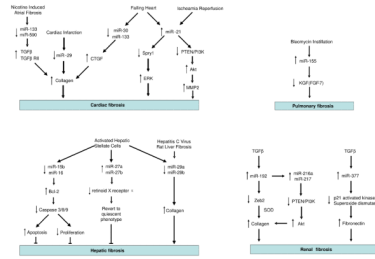 Nicotine Induced
Atrial Fibrosis
miR-133
miR-590
TGFβ
TGFβ RII
Cardiac Infarction
miR-29
Collagen
Failing Heart
miR-30
miR-133
CTGF
Ischaemia Reperfusion
miR-21
Spry1
ERK
PTEN/PI3K
Akt
MMP2
Cardiac fibrosis
Bleomycin Instillation
miR-155
KGF(FGF7)
Pulmonary fibrosis
Activated Hepatic
Stellate Cells
miR-15b
miR-16
Bcl-2
Caspase 3/8/9
Apoptosis
Proliferation
miR-27a
miR-27b
retinoid X receptor
Revert to
quiescent
phenotype
Hepatitis C Virus
Rat Liver Fibrosis
miR-29a
miR-29b
Collagen
Hepatic fibrosis
TGFβ
miR-192
Zeb2
Collagen
miR-216a
miR-217
PTEN/PI3K
Akt
TGFβ
miR-377
p21 activated kinase
Superoxide dismutase
Fibronectin
Renal fibrosis